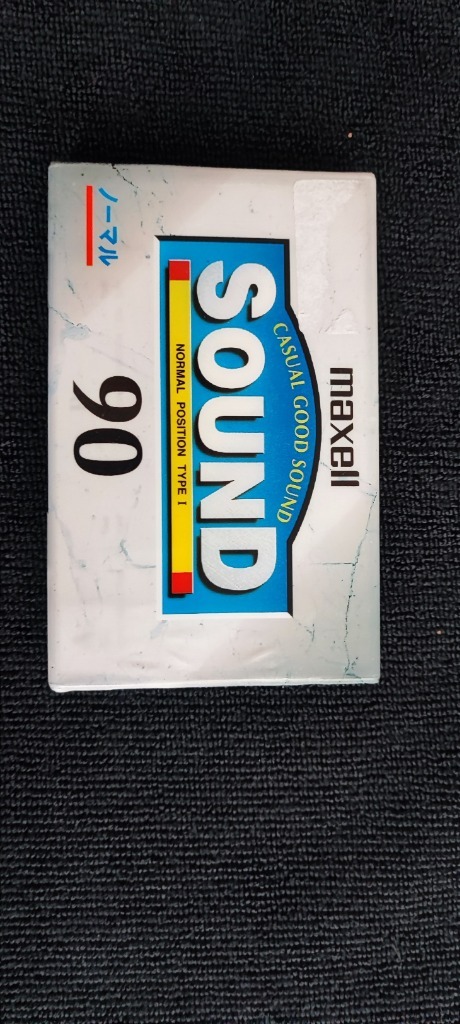 maxell
CASUAL GOOD SOUND
SOUND
NORMAL POSITION TYPE I
90
ノーマル